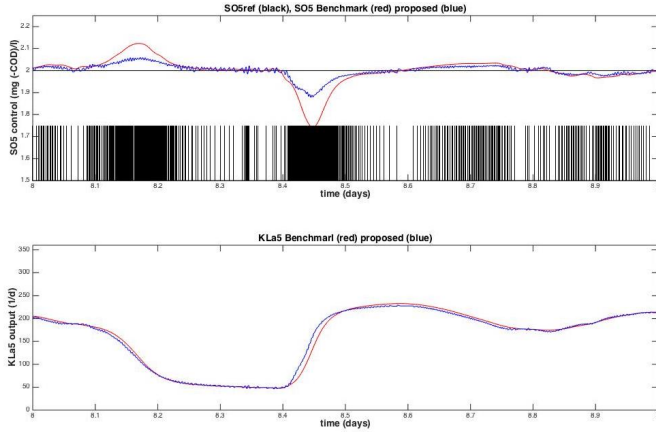 SO5ref (black), SO5 Benchmark (red) proposed (blue)
SO5 control (mg (-COD)/l)
2.2
2.1
2
1.9
1.8
1.7
1.6
1.5
8 8.1 8.2 8.3 8.4 8.5 8.6 8.7 8.8 8.9
time (days)
KLa5 Benchmarl (red) proposed (blue)
KLa5 output (1/d)
350
300
250
200
150
100
50
0
8 8.1 8.2 8.3 8.4 8.5 8.6 8.7 8.8 8.9
time (days)